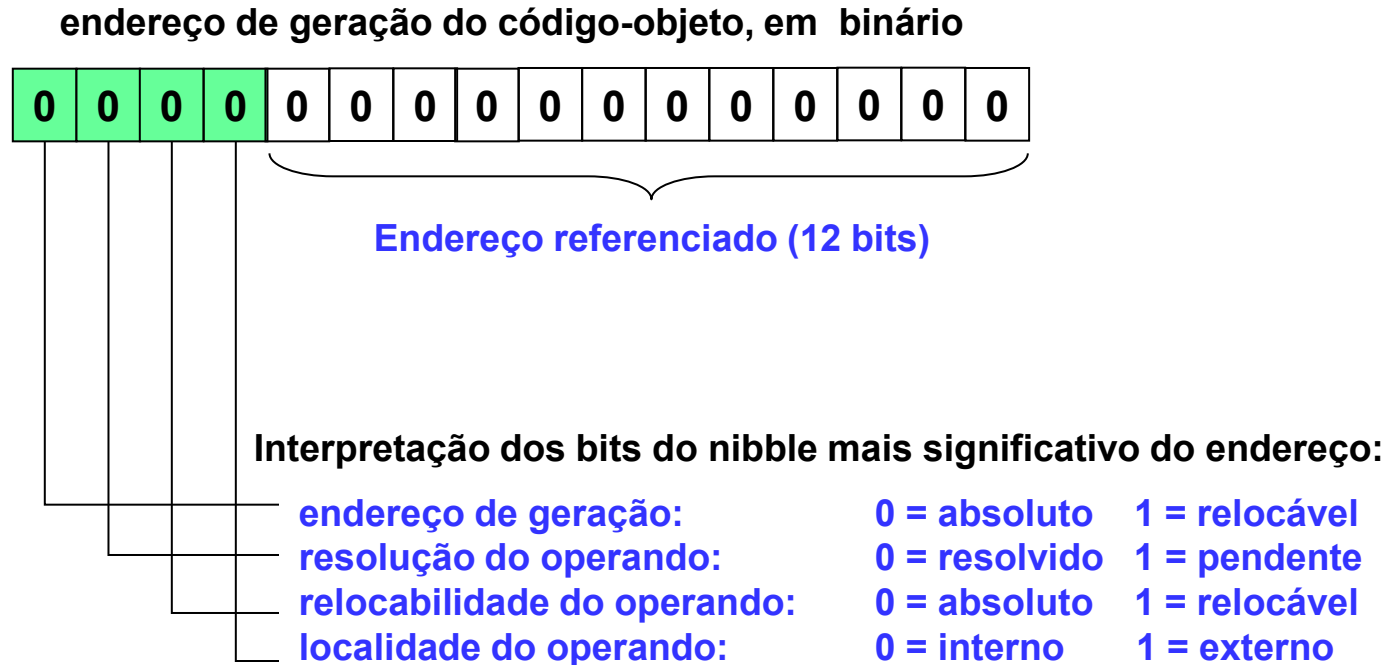 endereço de geração do código-objeto, em binário
0 0 0 0 0 0 0 0 0 0 0 0 0 0 0 0
Endereço referenciado (12 bits)
Interpretação dos bits do nibble mais significativo do endereço:
endereço de geração: 0 = absoluto 1 = relocável
resolução do operando: 0 = resolvido 1 = pendente
relocabilidade do operando: 0 = absoluto 1 = relocável
localidade do operando: 0 = interno 1 = externo